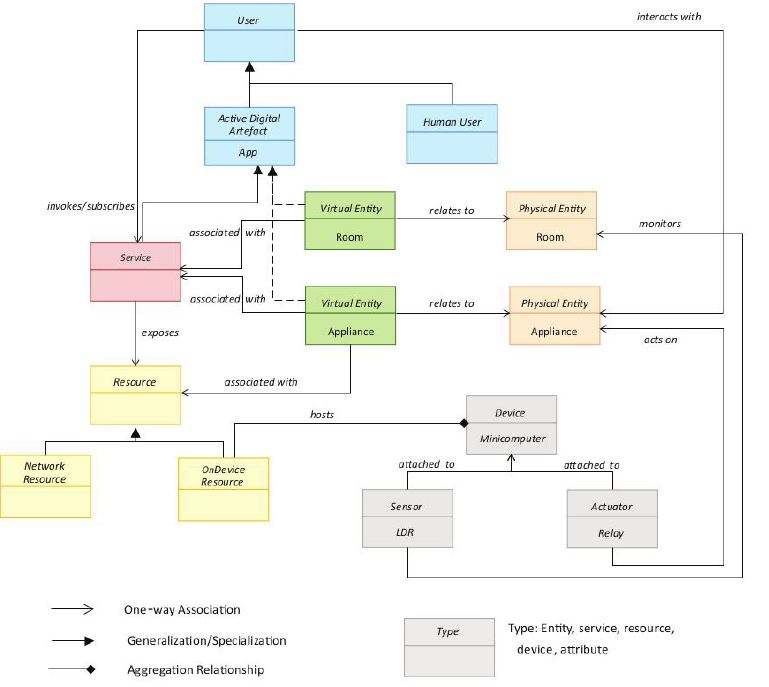 User
interacts with
Active Digital
Artefact
App
Human User
invokes/subscribes
Virtual Entity
Room
relates to
Physical Entity
Room
monitors
associated with
Service
associated with
Virtual Entity
Appliance
relates to
Physical Entity
Appliance
exposes
acts on
Resource
associated with
hosts
Device
Minicomputer
Network
Resource
OnDevice
Resource
attached to
attached to
Sensor
LDR
Actuator
Relay
One-way Association
Generalization/Specialization
Aggregation Relationship
Type
Type: Entity, service, resource,
device, attribute